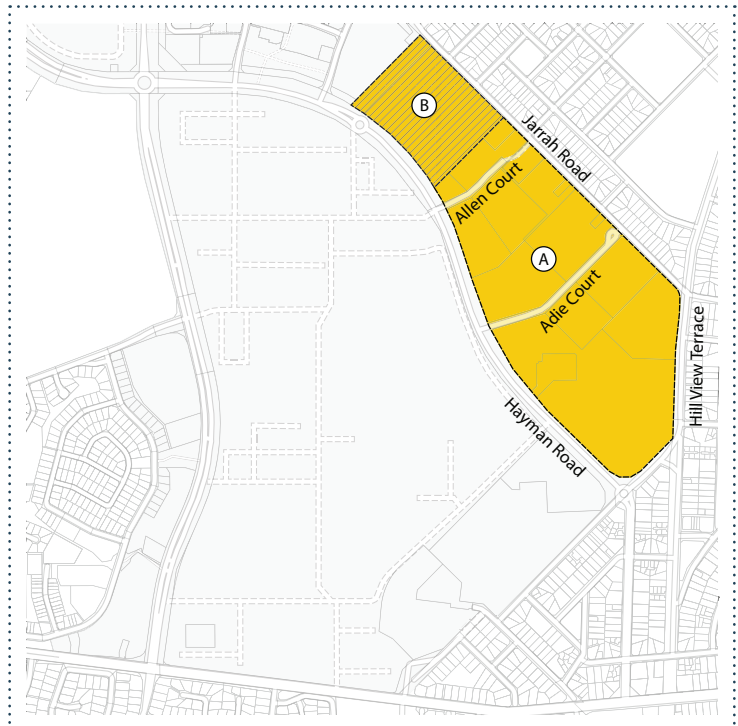 B
Jarrah Road
Allen Court
A
Adie Court
Hill View Terrace
Hayman Road